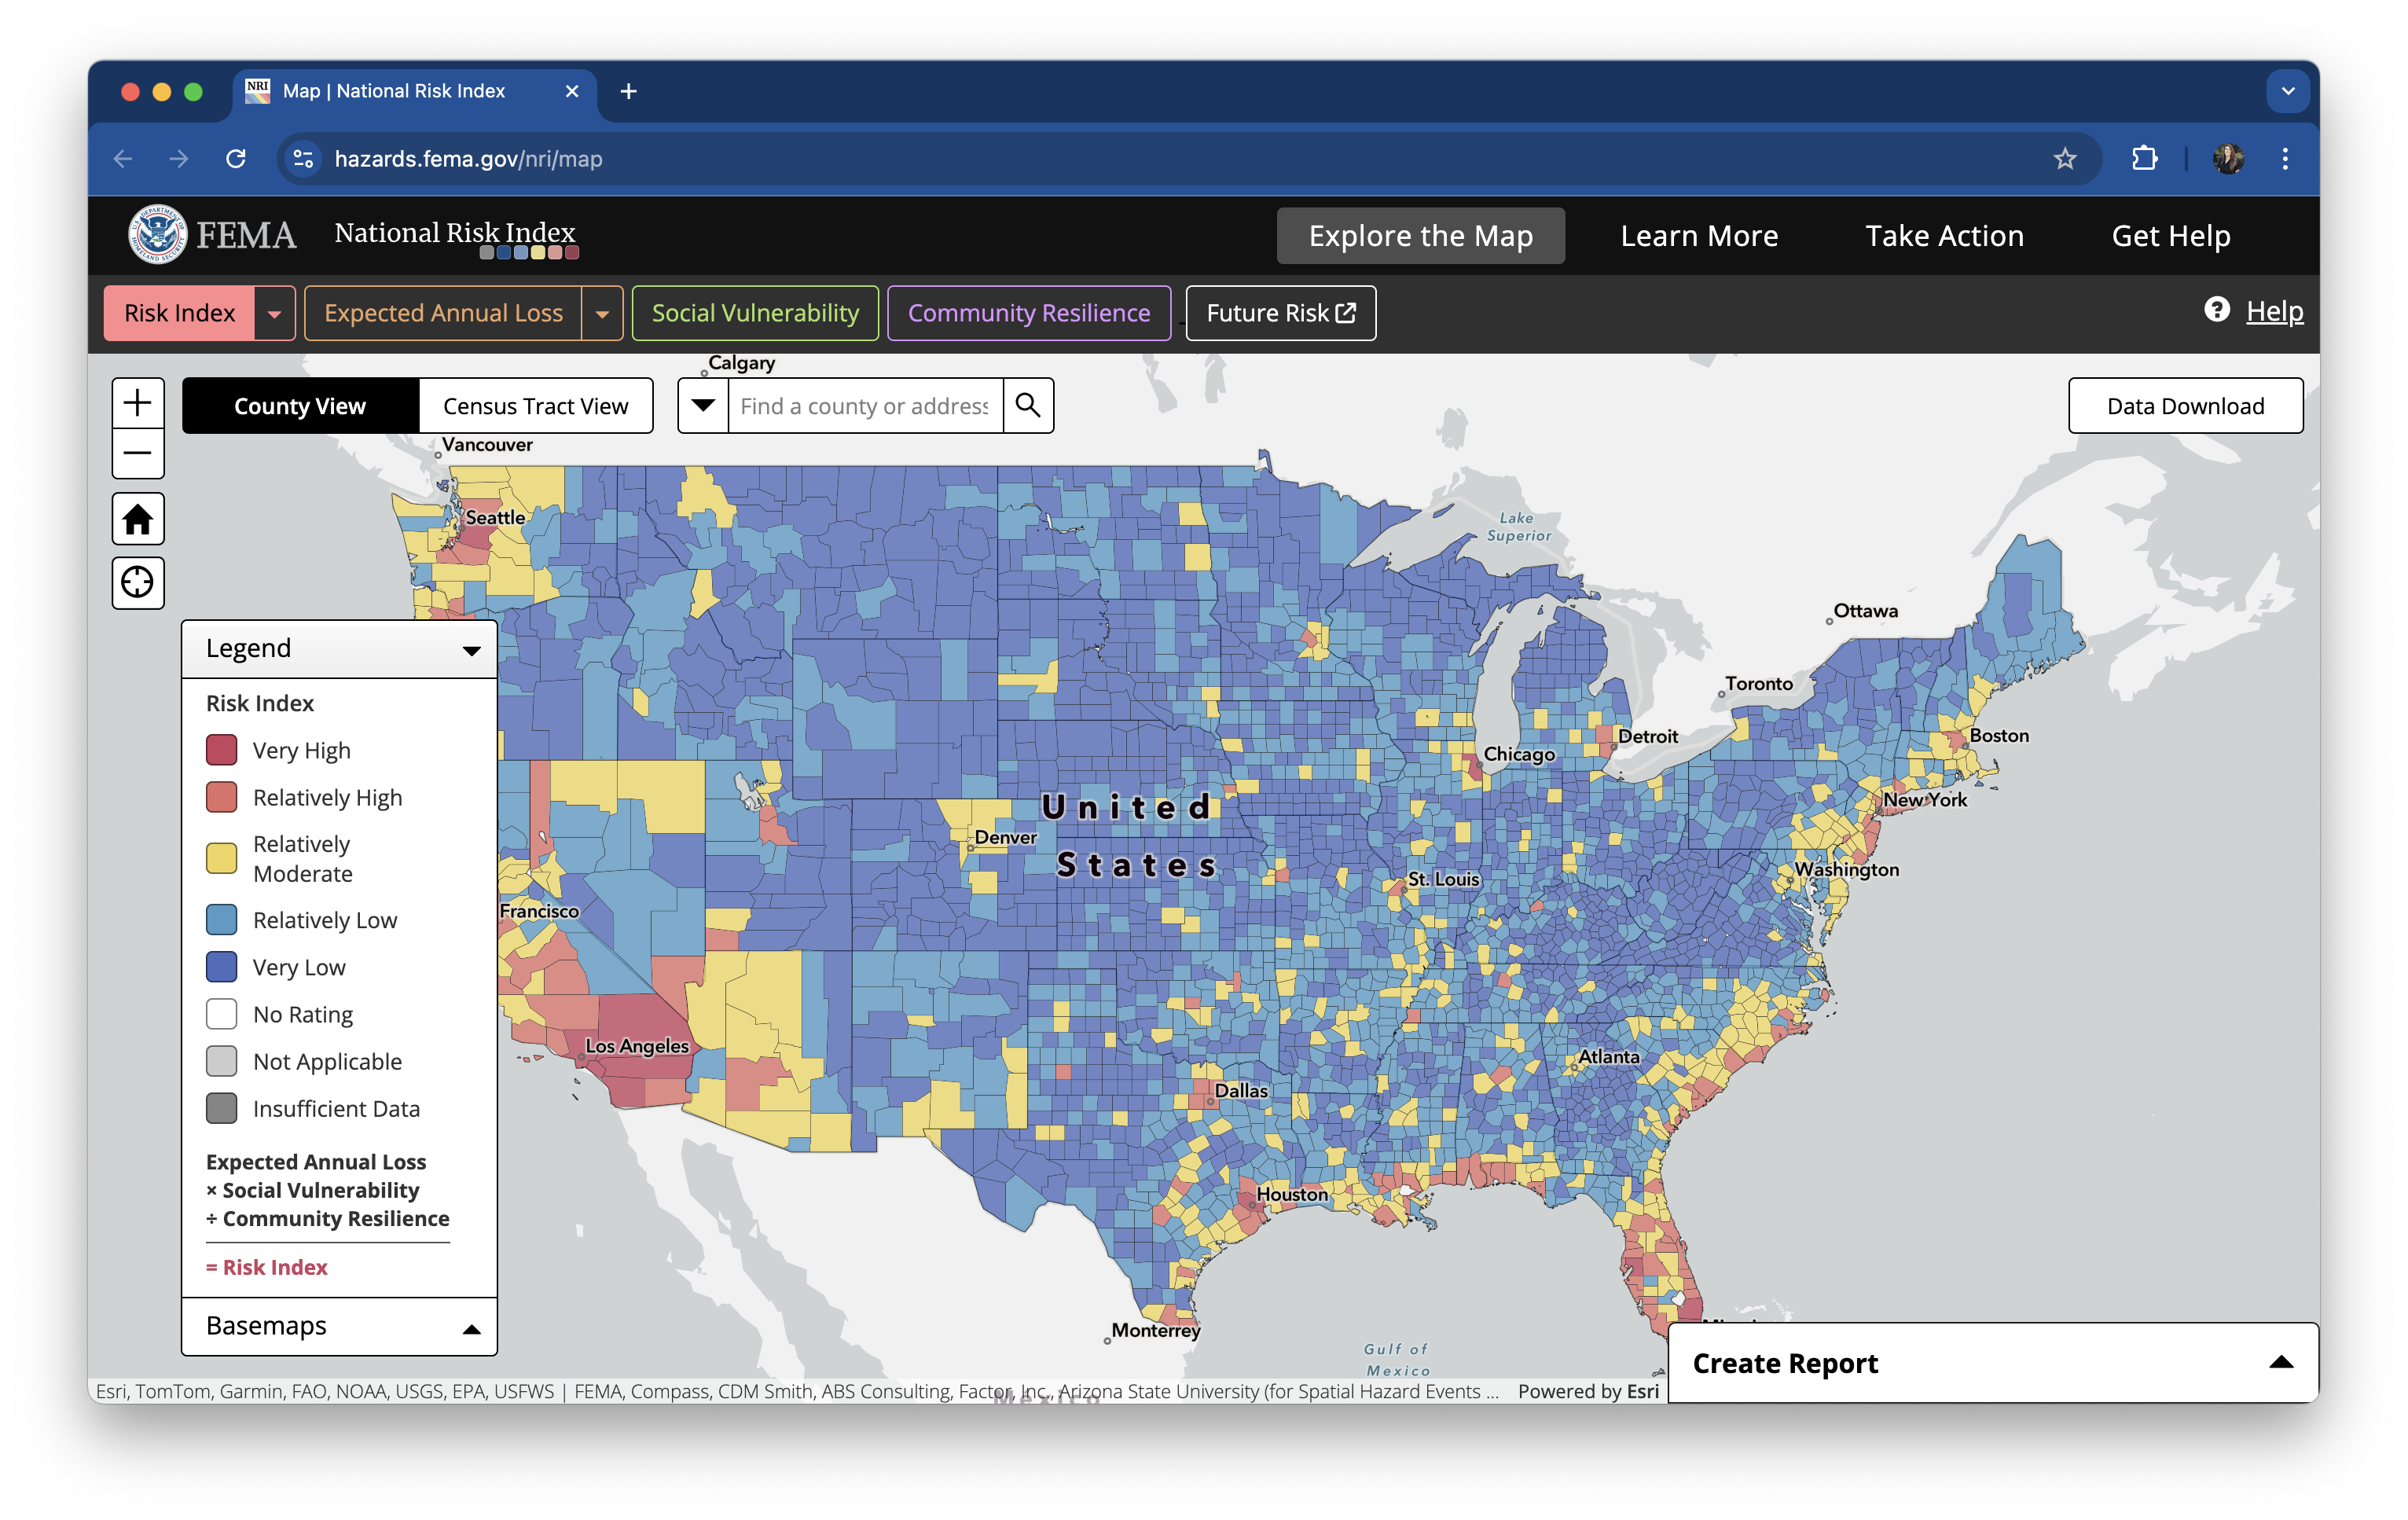 NRI
Map | National Risk Index
hazards.fema.gov/nri/map
FEMA
National Risk Index
Explore the Map
Learn More
Take Action
Get Help
Risk Index
Expected Annual Loss
Social Vulnerability
Community Resilience
Future Risk
Help
Calgary
County View
Census Tract View
Find a county or address
Data Download
Vancouver
Seattle
Lake
Superior
Ottawa
Toronto
Boston
Detroit
Chicago
New York
United
States
Denver
Washington
St. Louis
Francisco
Los Angeles
Atlanta
Dallas
Houston
Monterrey
Gulf of
Mexico
Mexico
Legend
Risk Index
Very High
Relatively High
Relatively
Moderate
Relatively Low
Very Low
No Rating
Not Applicable
Insufficient Data
Expected Annual Loss
× Social Vulnerability
÷ Community Resilience
= Risk Index
Basemaps
Create Report
Esri, TomTom, Garmin, FAO, NOAA, USGS, EPA, USFWS | FEMA, Compass, CDM Smith, ABS Consulting, Factor, Inc., Arizona State University (for Spatial Hazard Events ...
Powered by Esri